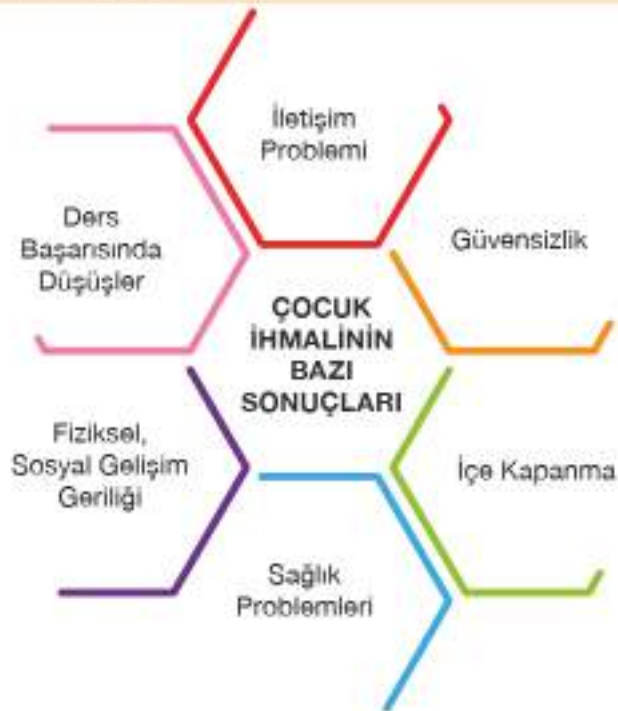 İletişim
Problemi
Ders
Başarısında
Düşüşler
Güvensizlik
ÇOCUK
İHMALİNİN
BAZI
SONUÇLARI
Fiziksel,
Sosyal Gelişim
Geriliği
İçe Kapanma
Sağlık
Problemleri